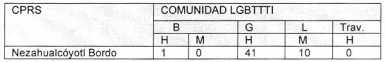 CPRS COMUNIDAD LGBTTTI
B G L Trav.
H M H M H
Nezahualcóyotl Bordo 1 0 41 10 0